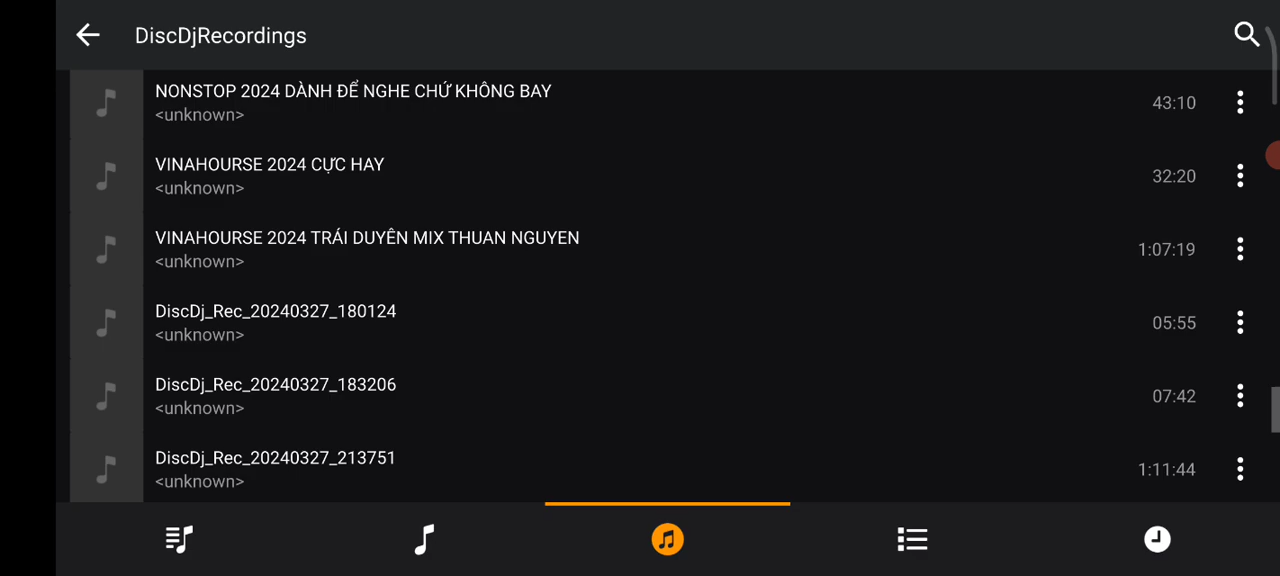 DiscDjRecordings
NONSTOP 2024 DÀNH ĐỂ NGHE CHỨ KHÔNG BAY
<unknown>
43:10
VINAHOURSE 2024 CỰC HAY
<unknown>
32:20
VINAHOURSE 2024 TRÁI DUYÊN MIX THUAN NGUYEN
<unknown>
1:07:19
DiscDj_Rec_20240327_180124
<unknown>
05:55
DiscDj_Rec_20240327_183206
<unknown>
07:42
DiscDj_Rec_20240327_213751
<unknown>
1:11:44